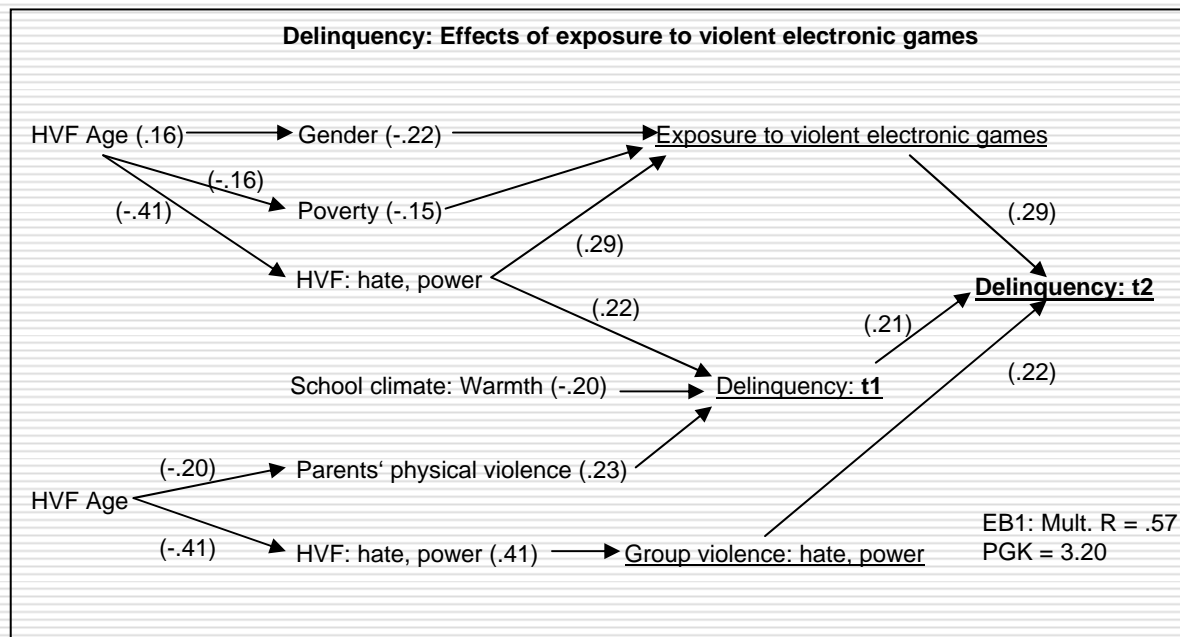 Delinquency: Effects of exposure to violent electronic games
HVF Age (.16) Gender (-.22) Exposure to violent electronic games
(-.16)
(-.41) Poverty (-.15) (.29)
(.29)
HVF: hate, power
Delinquency: t2
(.22) (.21)
(.22)
School climate: Warmth (-.20) Delinquency: t1
(-.20) Parents‘ physical violence (.23)
HVF Age
EB1: Mult. R = .57
(-.41) HVF: hate, power (.41) Group violence: hate, power
PGK = 3.20